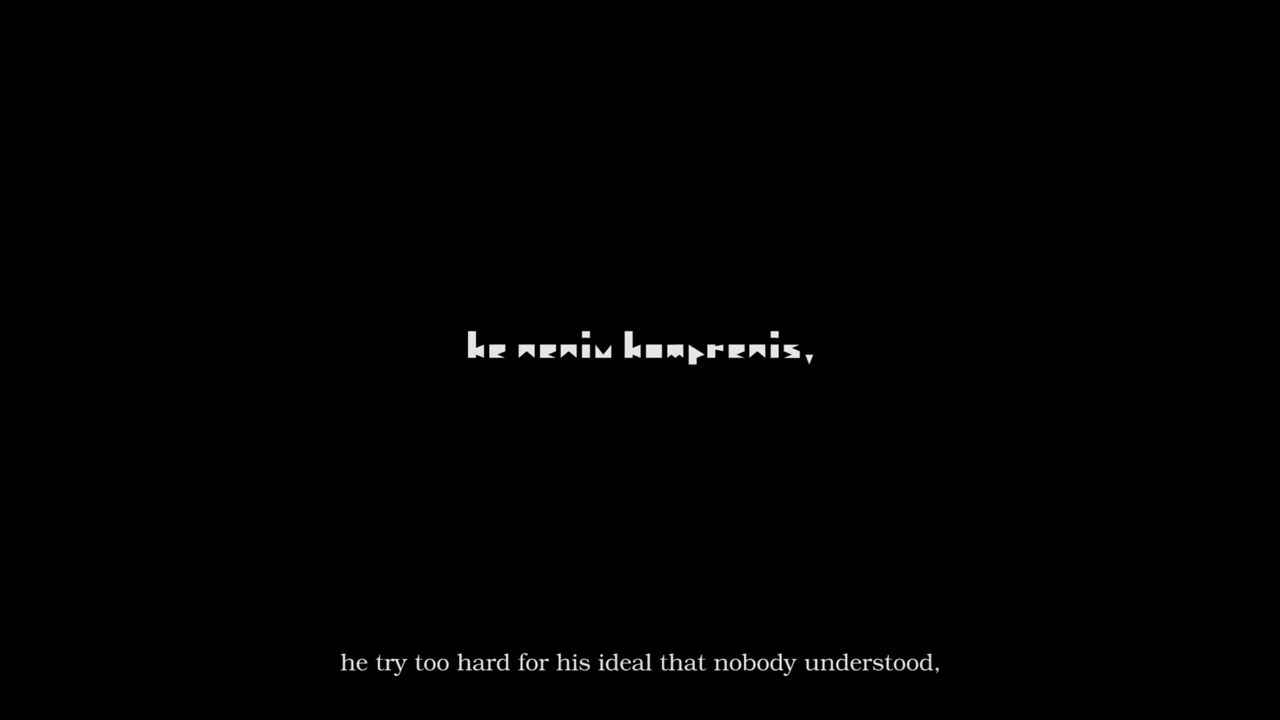 ke neniu komprenis,
he try too hard for his ideal that nobody understood,